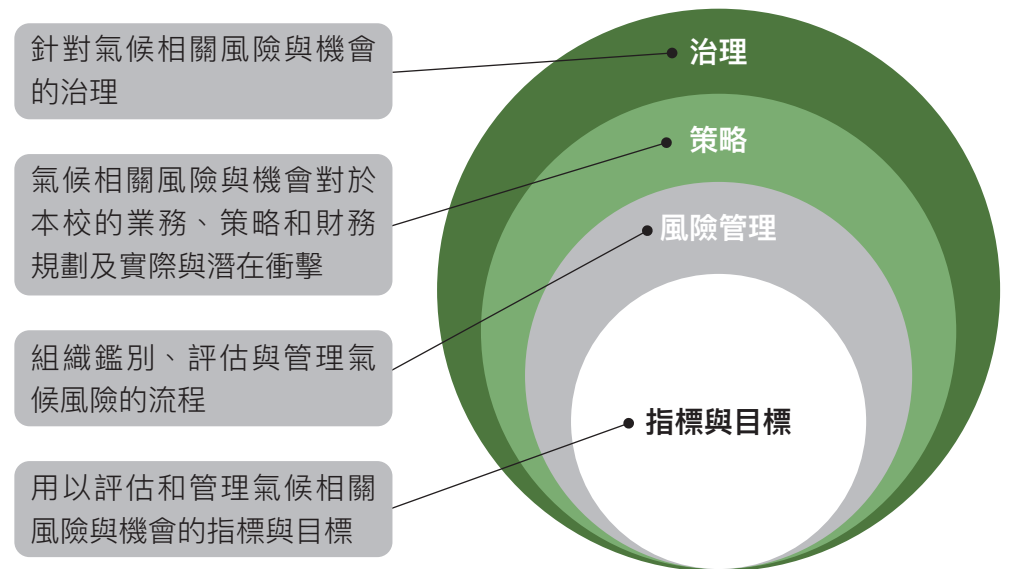 針對氣候相關風險與機會
的治理
氣候相關風險與機會對於
本校的業務、策略和財務
規劃及實際與潛在衝擊
組織鑑別、評估與管理氣
候風險的流程
用以評估和管理氣候相關
風險與機會的指標與目標
治理
策略
風險管理
指標與目標